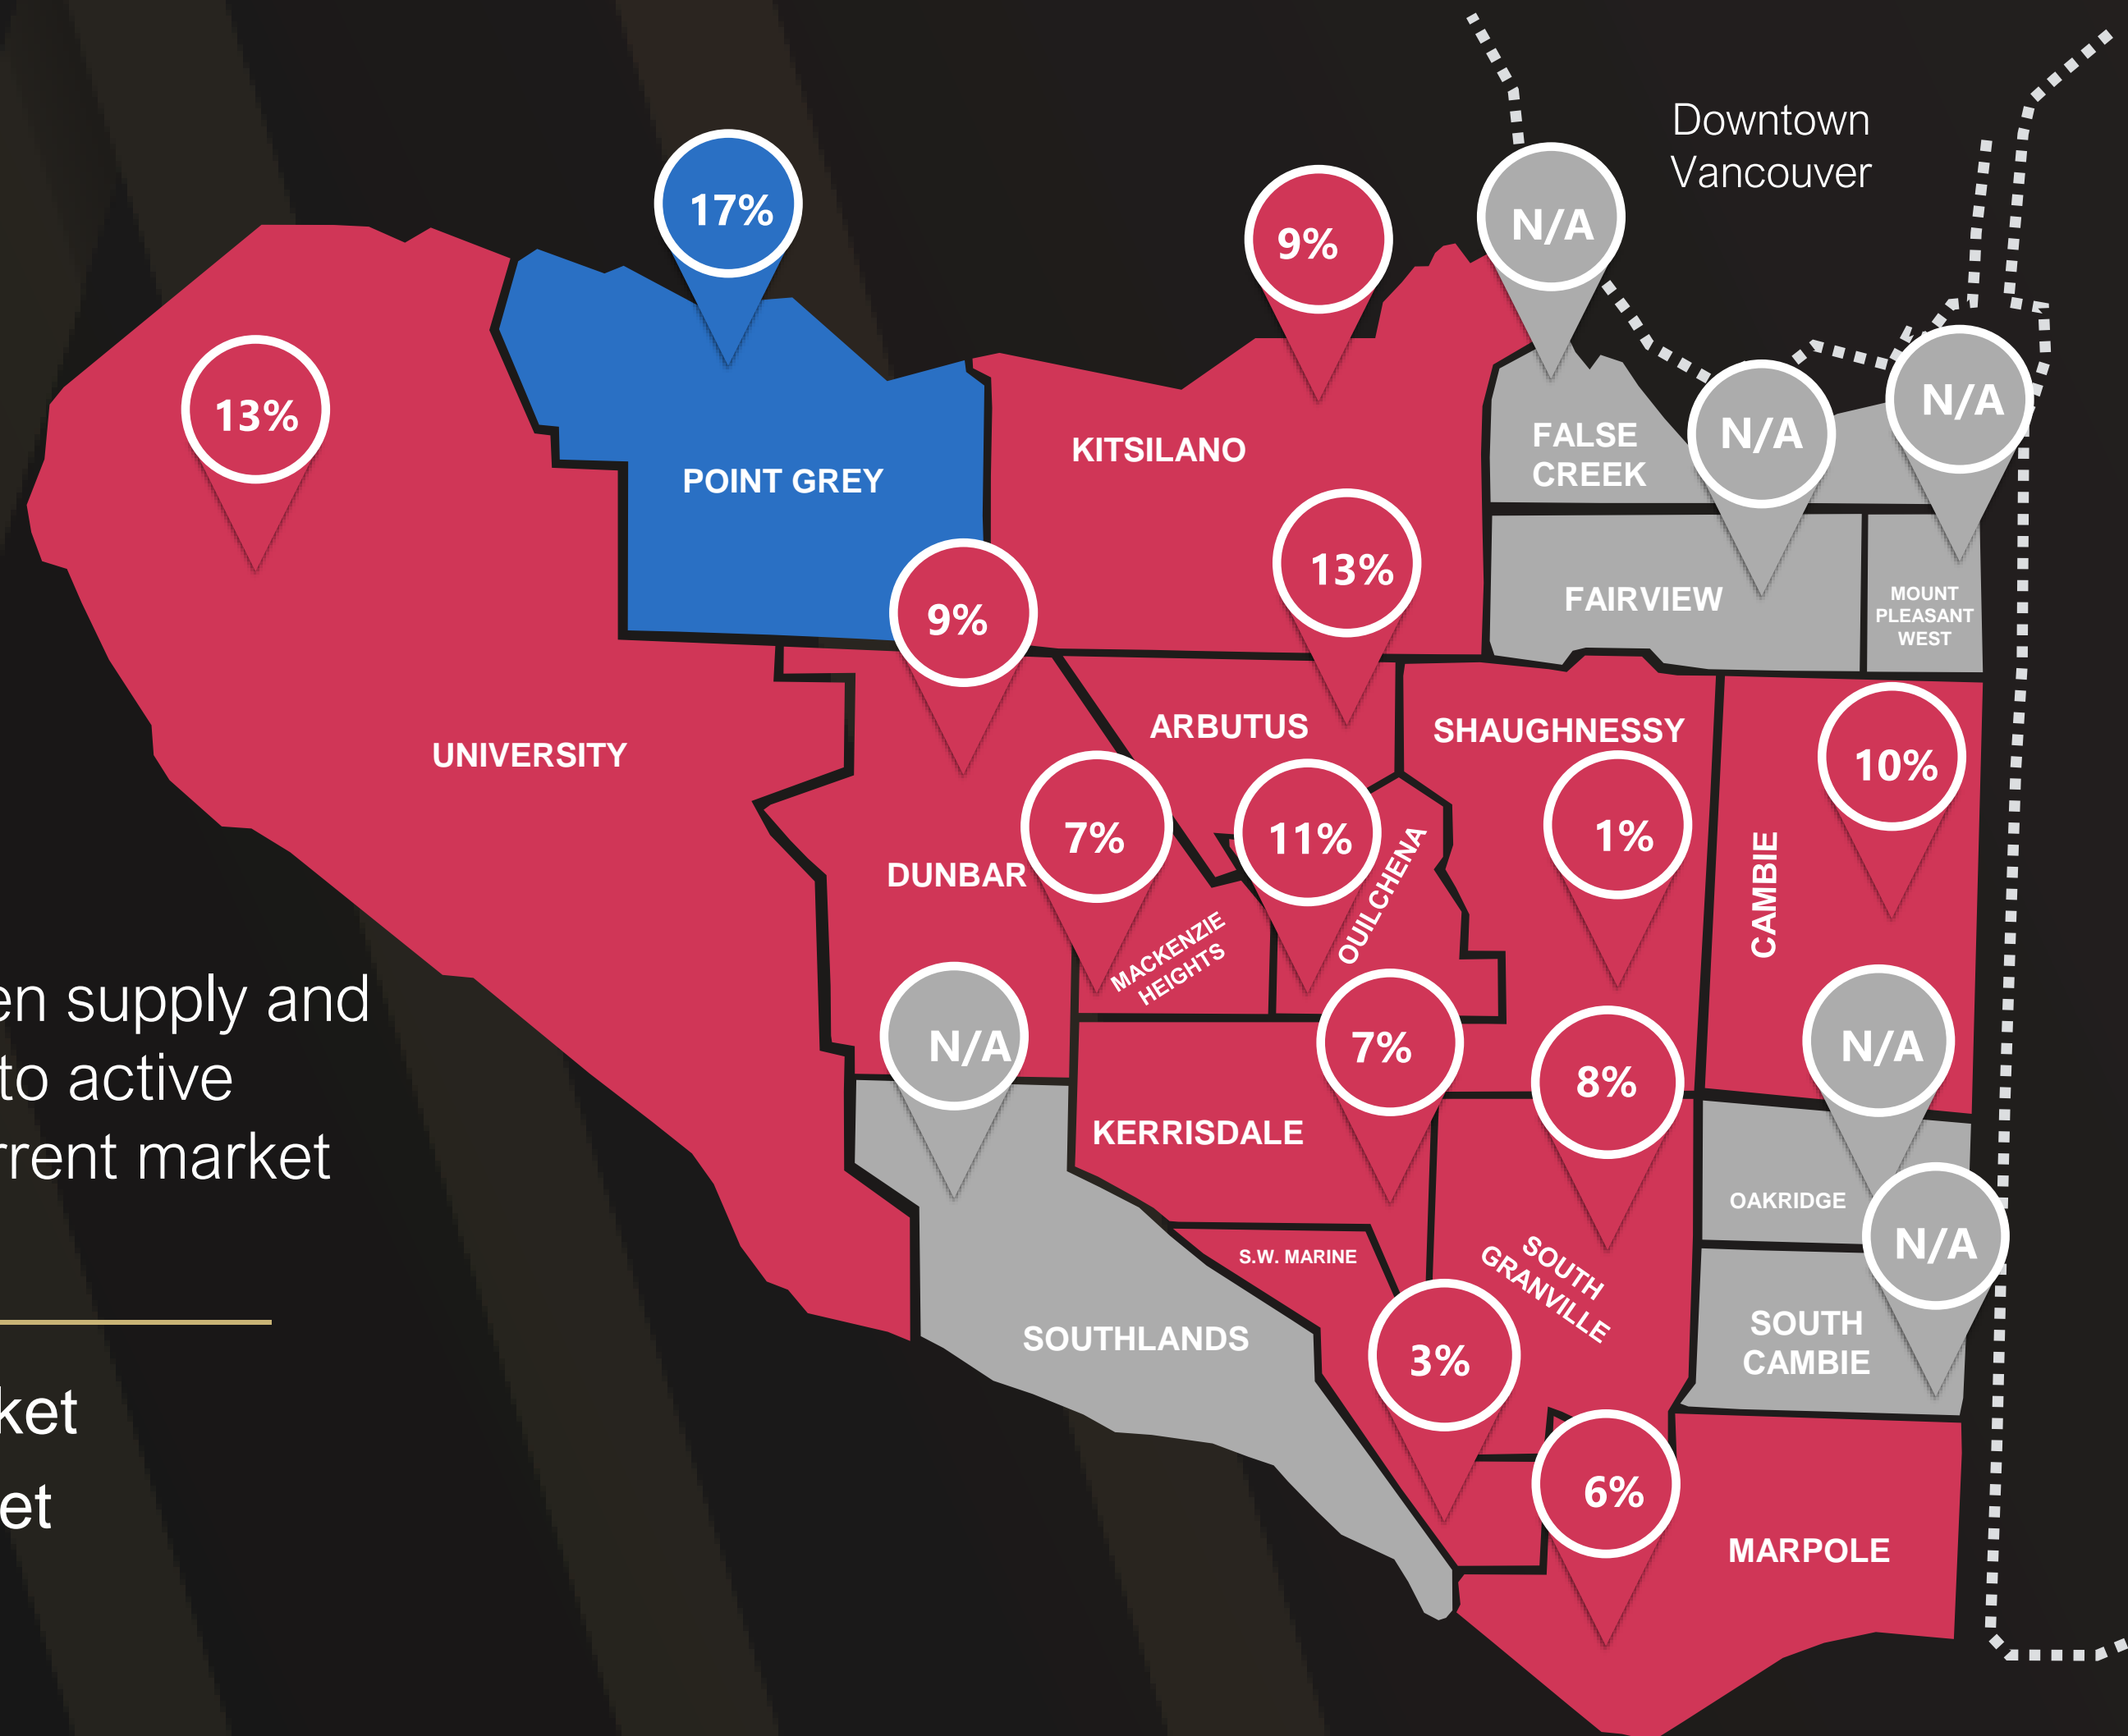 Downtown
Vancouver
17%
9%
N/A
13%
N/A
N/A
KITSILANO
FALSE
CREEK
POINT GREY
13%
9%
FAIRVIEW
MOUNT
PLEASANT
WEST
UNIVERSITY
ARBUTUS
SHAUGHNESSY
10%
7%
11%
1%
DUNBAR
QUILCHENA
CAMBIE
MACKENZIE
HEIGHTS
en supply and
to active
rrent market
N/A
7%
8%
N/A
KERRISDALE
OAKRIDGE
S.W. MARINE
SOUTH
GRANVILLE
N/A
SOUTHLANDS
SOUTH
CAMBIE
3%
ket
et
6%
MARPOLE